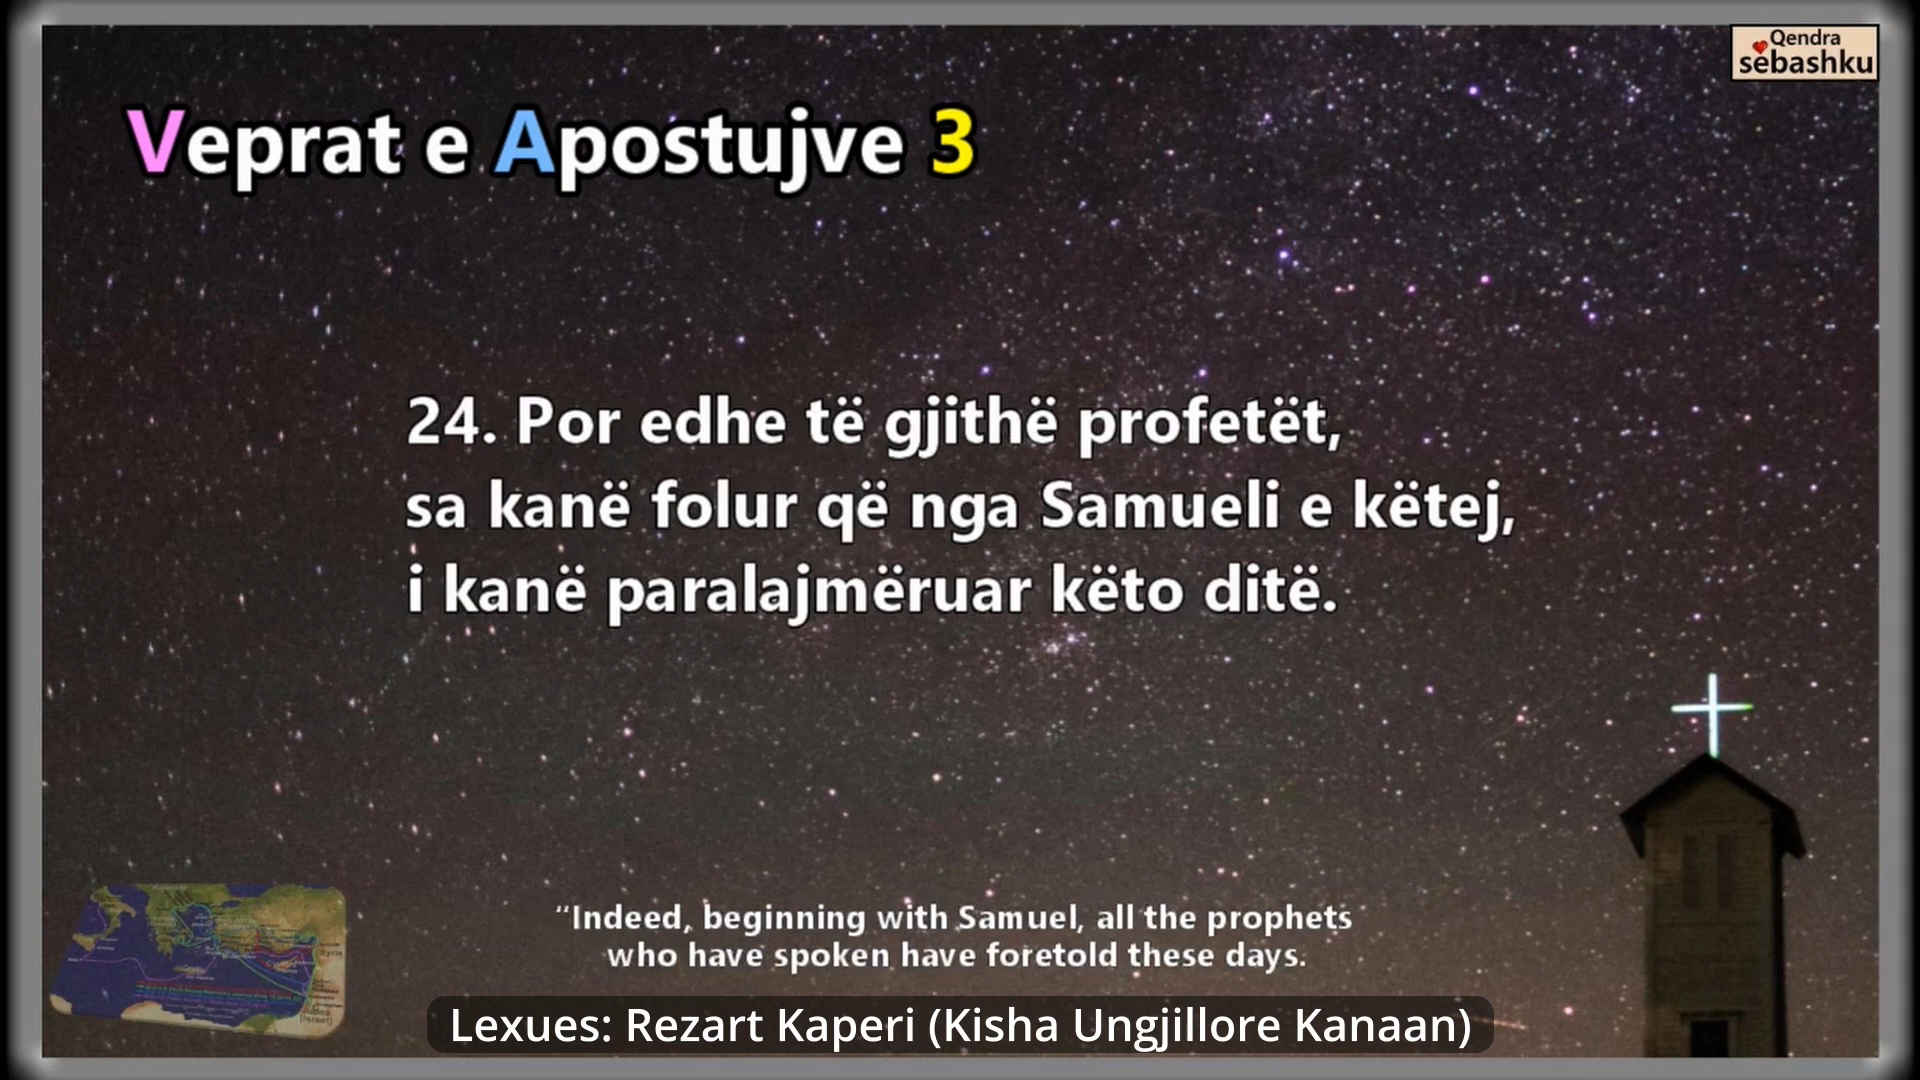 Qendra
sebashku
Veprat e Apostujve 3
24. Por edhe të gjithë profetët,
sa kanë folur që nga Samueli e këtej,
i kanë paralajmëruar këto ditë.
“Indeed, beginning with Samuel, all the prophets
who have spoken have foretold these days.
Lexues: Rezart Kaperi (Kisha Ungjillore Kanaan)